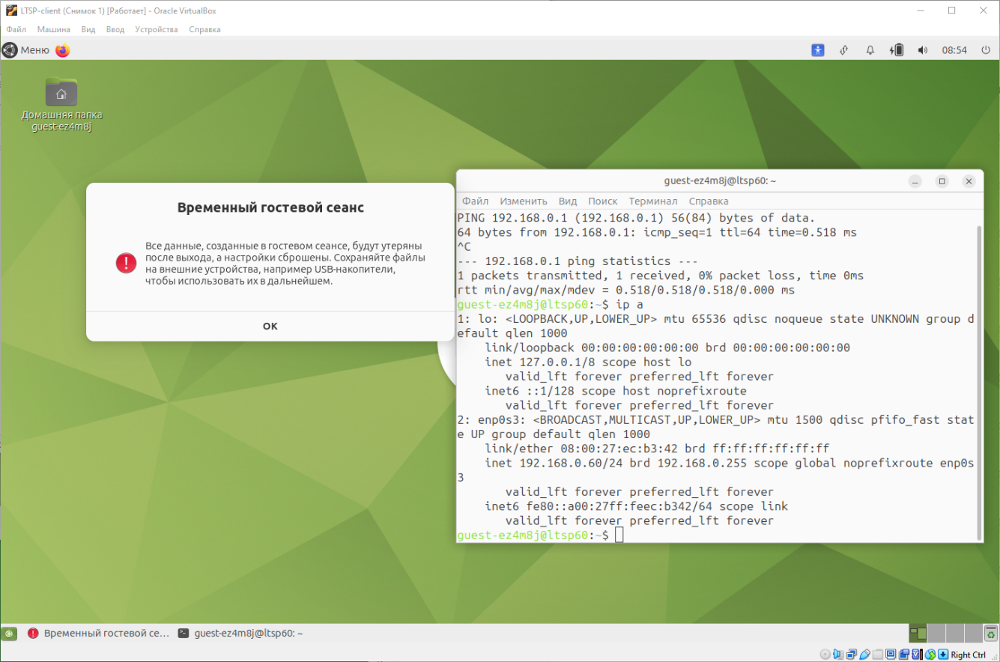 LTSP-client (Снимок 1) [Работает] - Oracle VirtualBox
Файл Машина Вид Ввод Устройства Справка
Меню
08:54
Домашняя папка
guest-ez4m8j
Временный гостевой сеанс
Все данные, созданные в гостевом сеансе, будут утеряны
после выхода, а настройки сброшены. Сохраняйте файлы
на внешние устройства, например USB-накопители,
чтобы использовать их в дальнейшем.
ОК
guest-ez4m8j@ltsp60: ~
Файл Изменить Вид Поиск Терминал Справка
PING 192.168.0.1 (192.168.0.1) 56(84) bytes of data.
64 bytes from 192.168.0.1: icmp_seq=1 ttl=64 time=0.518 ms
^C
--- 192.168.0.1 ping statistics ---
1 packets transmitted, 1 received, 0% packet loss, time 0ms
rtt min/avg/max/mdev = 0.518/0.518/0.518/0.000 ms
guest-ez4m8j@ltsp60:~$ ip a
1: lo: <LOOPBACK,UP,LOWER_UP> mtu 65536 qdisc noqueue state UNKNOWN group d
efault qlen 1000
link/loopback 00:00:00:00:00:00 brd 00:00:00:00:00:00
inet 127.0.0.1/8 scope host lo
valid_lft forever preferred_lft forever
inet6 ::1/128 scope host noprefixroute
valid_lft forever preferred_lft forever
2: enp0s3: <BROADCAST,MULTICAST,UP,LOWER_UP> mtu 1500 qdisc pfifo_fast stat
e UP group default qlen 1000
link/ether 08:00:27:ec:b3:42 brd ff:ff:ff:ff:ff:ff
inet 192.168.0.60/24 brd 192.168.0.255 scope global noprefixroute enp0s
3
valid_lft forever preferred_lft forever
inet6 fe80::a00:27ff:feec:b342/64 scope link
valid_lft forever preferred_lft forever
guest-ez4m8j@ltsp60:~$
Временный гостевой се... guest-ez4m8j@ltsp60: ~
Right Ctrl